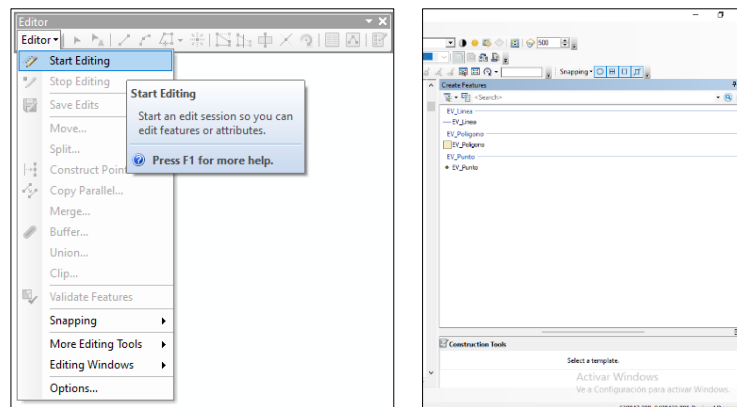 Editor
Editor
Start Editing
Stop Editing
Save Edits
Move...
Split...
Construct Point
Copy Parallel...
Merge...
Buffer...
Union...
Clip...
Validate Features
Snapping
More Editing Tools
Editing Windows
Options...
Start Editing
Start an edit session so you can
edit features or attributes.
Press F1 for more help.
500
Snapping
Create Features
<Search>
EV_Linea
EV_Linea
EV_Poligono
EV_Poligono
EV_Punto
EV_Punto
Construction Tools
Select a template.
Activar Windows
Ve a Configuración para activar Windows.